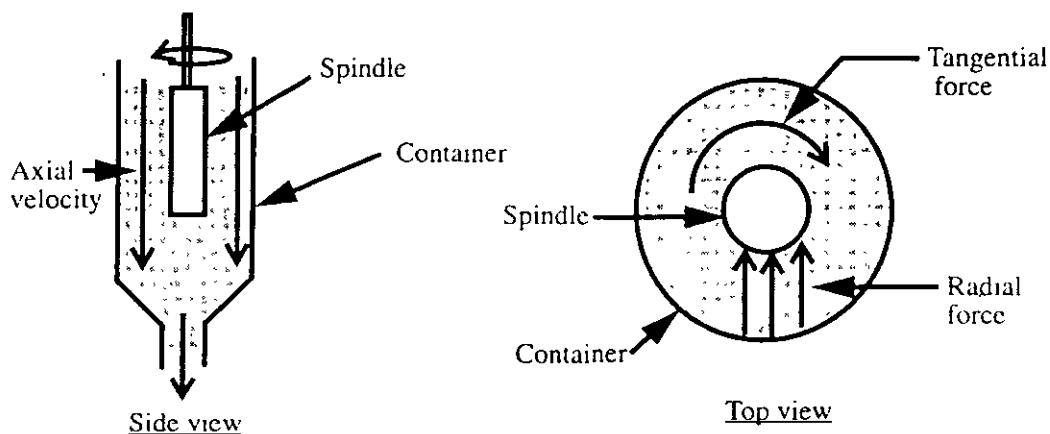 Spindle
Container
Axial
velocity
Side view
Tangential
force
Spindle
Radial
force
Container
Top view